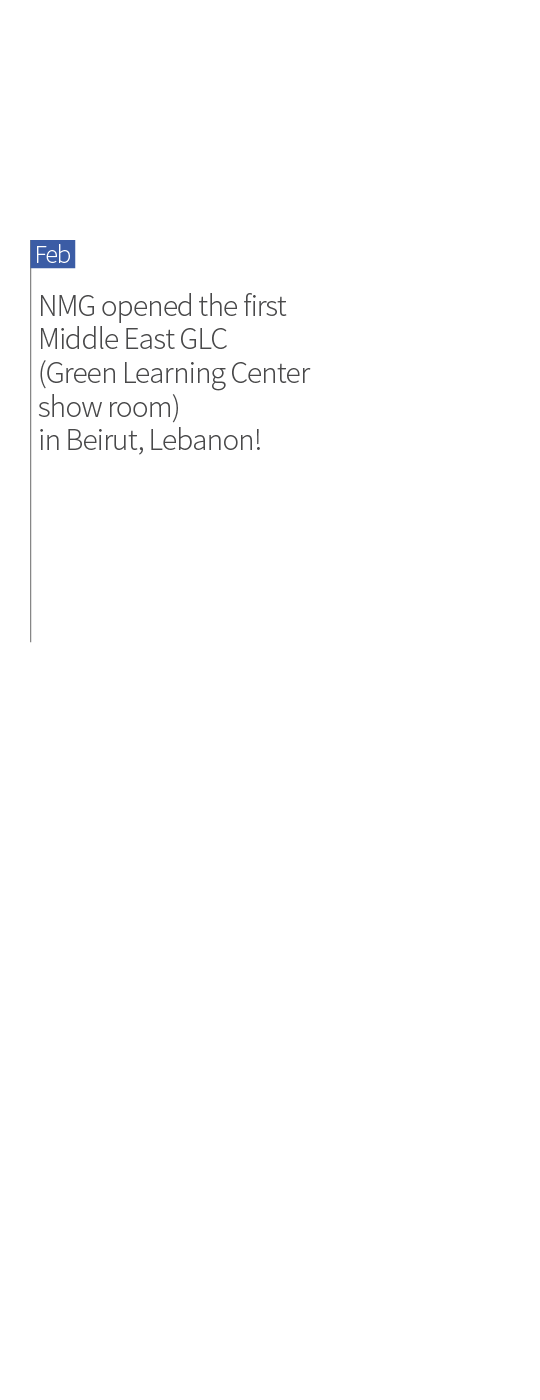 Feb
NMG opened the first
Middle East GLC
(Green Learning Center
show room)
in Beirut, Lebanon!